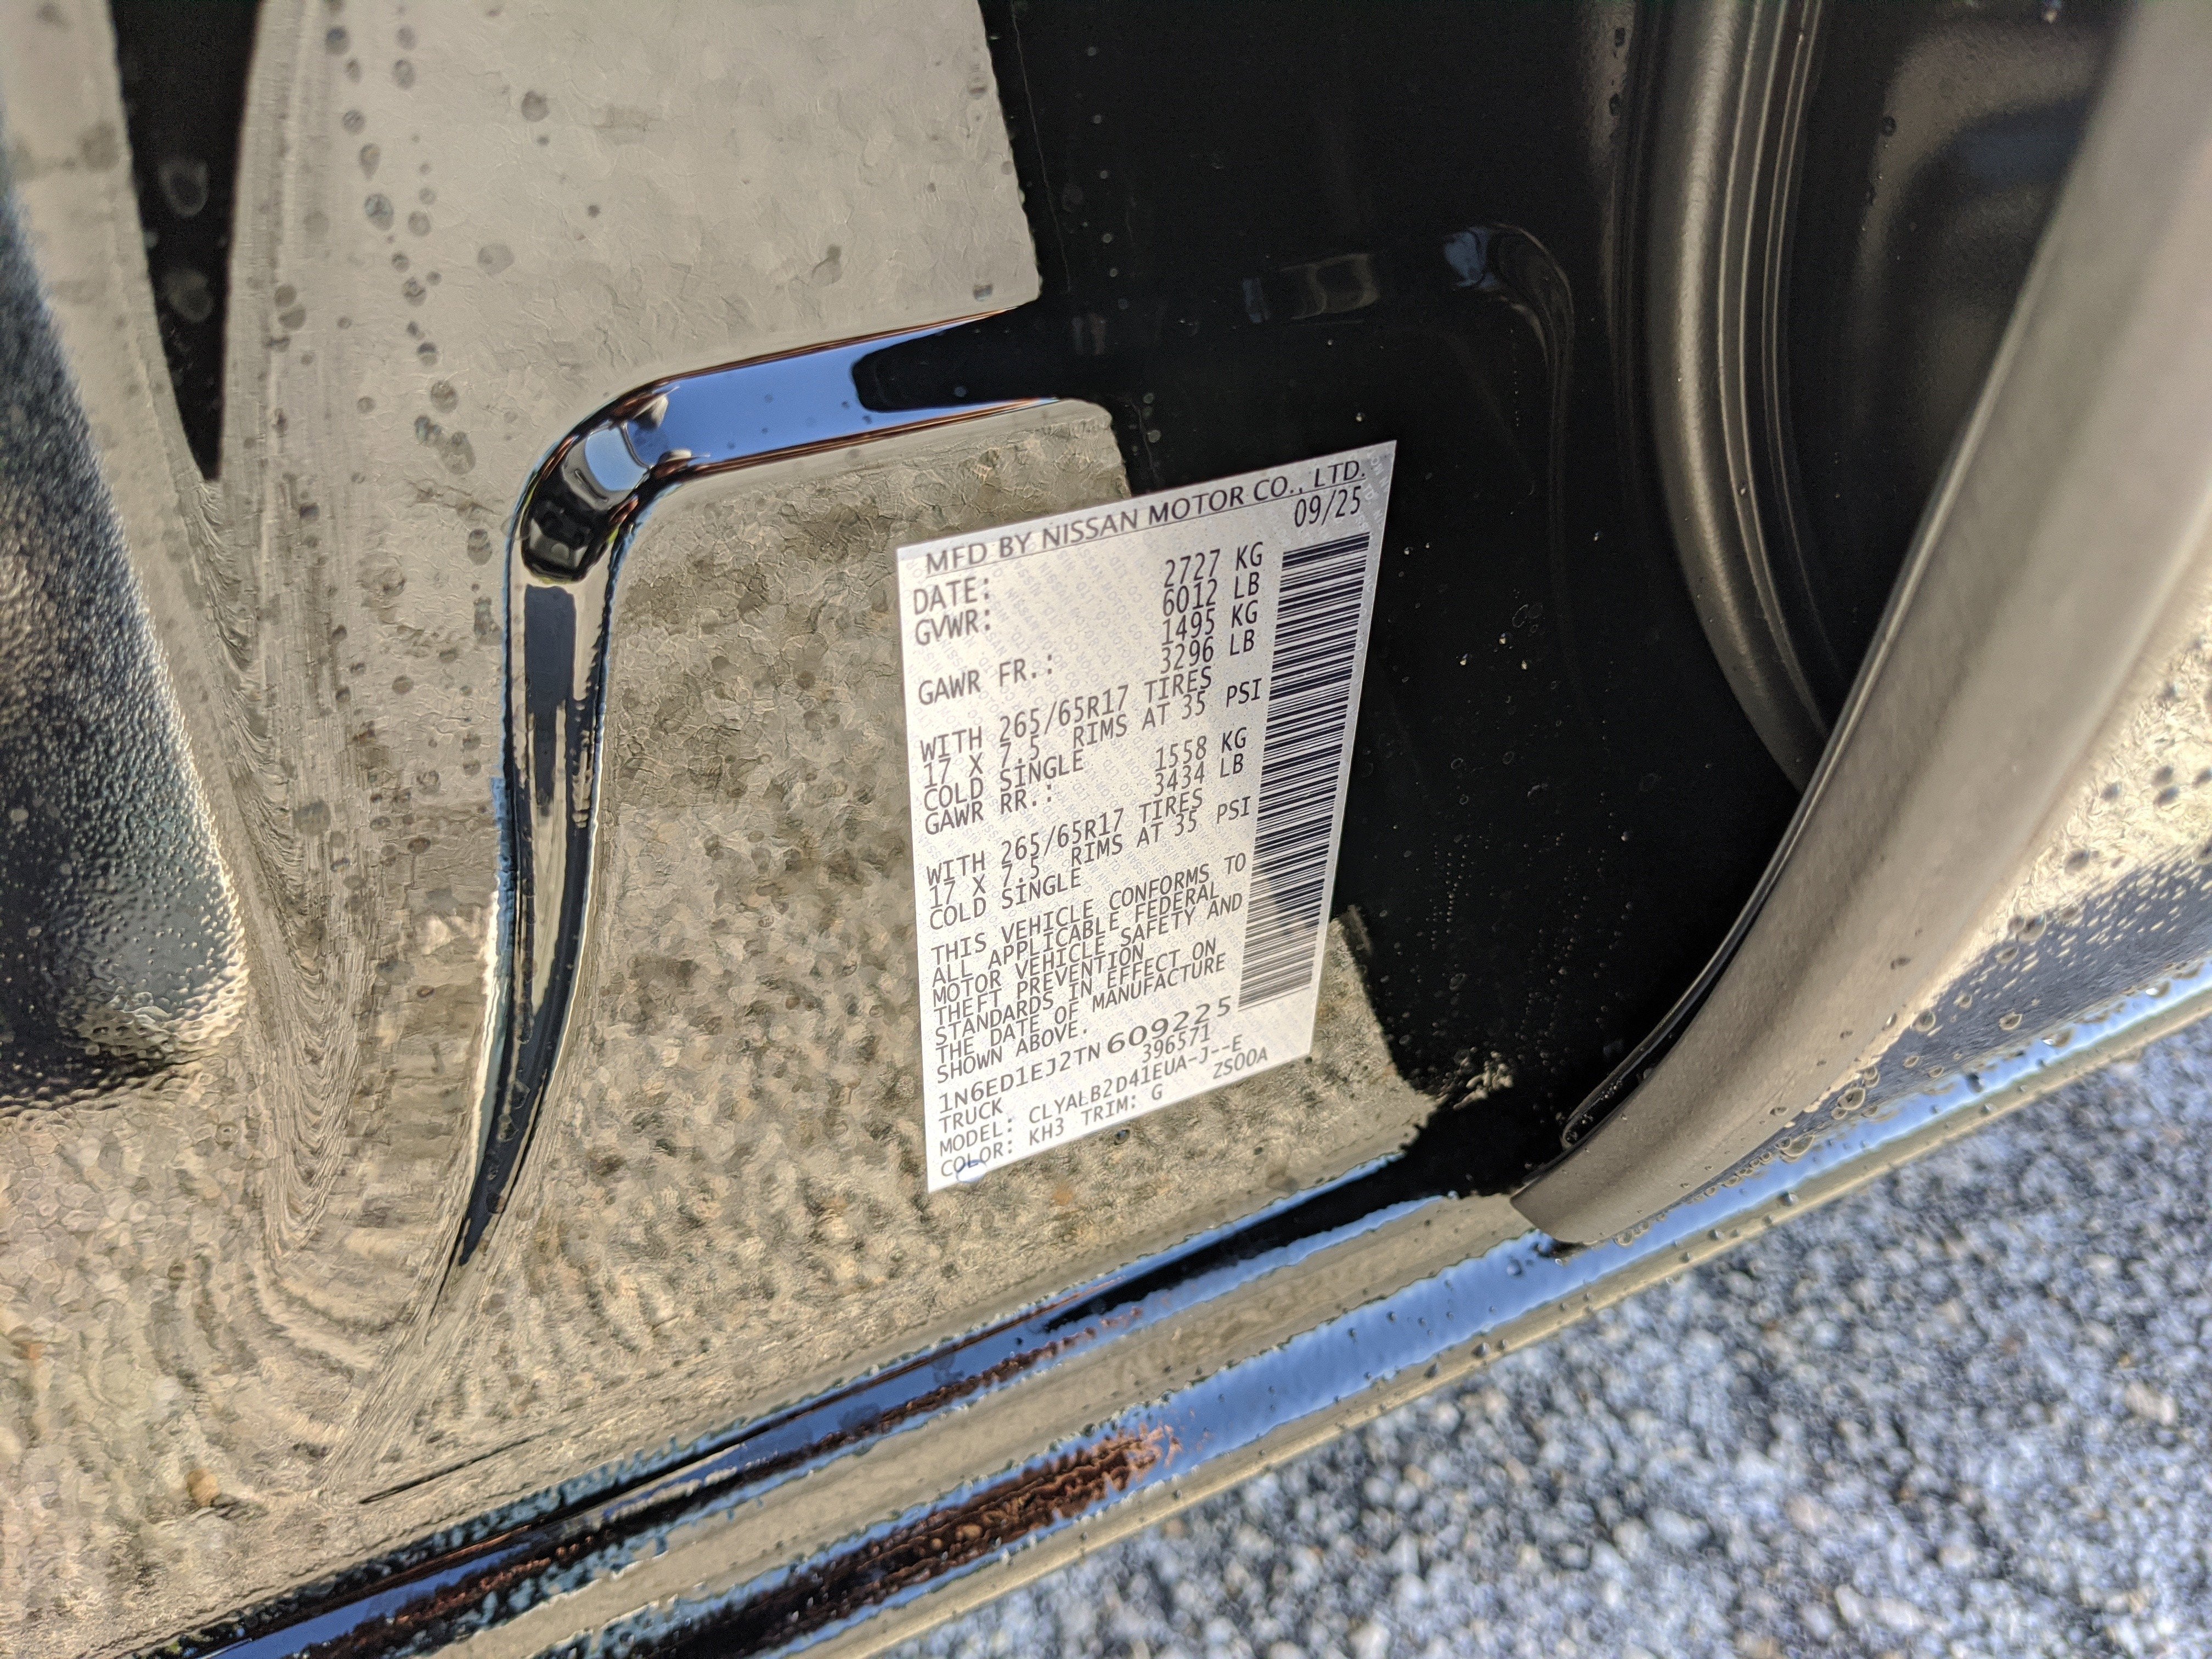 MFD BY NISSAN MOTOR CO., LTD.
DATE: 09/25
GVWR: 2727 KG
6012 LB
GAWR FR.: 1495 KG
3296 LB
WITH 265/65R17 TIRES
17 X 7.5 RIMS AT 35 PSI
COLD SINGLE
GAWR RR.: 1558 KG
3434 LB
WITH 265/65R17 TIRES
17 X 7.5 RIMS AT 35 PSI
COLD SINGLE
THIS VEHICLE CONFORMS TO
ALL APPLICABLE FEDERAL
MOTOR VEHICLE SAFETY AND
THEFT PREVENTION
STANDARDS IN EFFECT ON
THE DATE OF MANUFACTURE
SHOWN ABOVE.
1N6ED1EJ2TN609225
TRUCK 396571
MODEL: CLYALB2D41EUA-J--E
COLOR: KH3 TRIM: G ZS00A